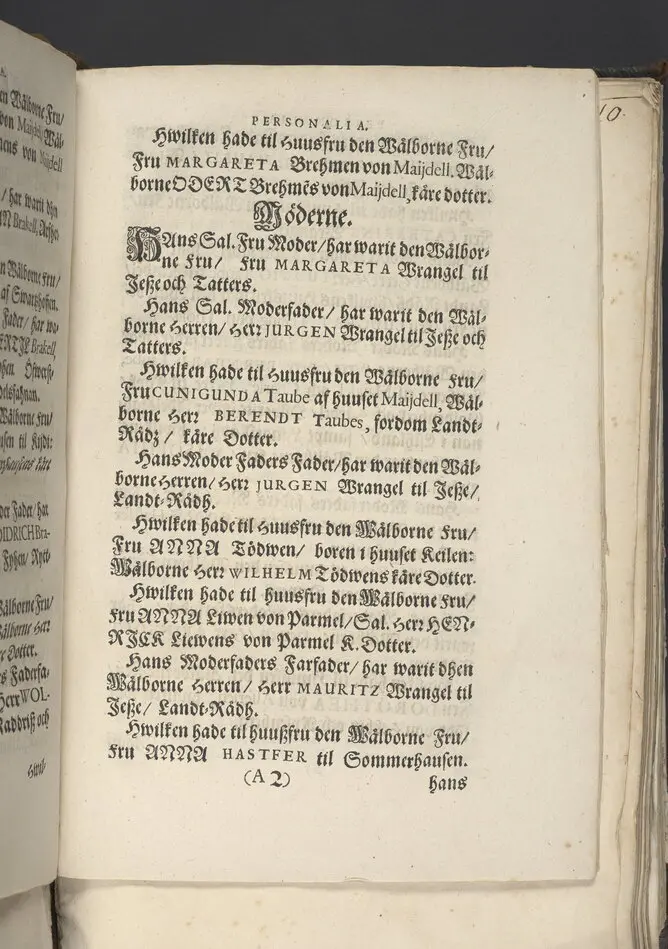 PERSONALIA.
Hwilken hade til Huusfru den Wälborne Fru/
Fru MARGARETA Brehmen von Maijdell, Wäl-
borne ODERT Brehmēs von Maijdell, käre dotter.
Möderne.
HAns Sal. Fru Moder/ har warit den Wälbor-
ne Fru/ Fru MARGARETA Wrangel til
Jeße och Tatters.
Hans Sal. Moderfader/ har warit den Wäl-
borne Herren/ Herr JURGEN Wrangel til Jeße och
Tatters.
Hwilken hade til Huusfru den Wälborne Fru/
Fru CUNIGUNDA Taube af huuset Maijdell, Wäl-
borne Herr BERENDT Taubes, fordom Landt-
Rådz/ käre Dotter.
Hans Moder Faders Fader/ har warit den Wäl-
borne Herren/ Herr JURGEN Wrangel til Jeße/
Landt-Rådh.
Hwilken hade til Huusfru den Wälborne Fru/
Fru ANNA Tödwen/ boren i huuset Keilen:
Wälborne Herr WILHELM Tödwens käre Dotter.
Hwilken hade til huusfru den Wälborne Fru/
Fru ANNA Liwen von Parmel/ Sal. Herr HEN-
RICK Liewens von Parmel K. Dotter.
Hans Moderfaders Farfader/ har warit dhen
Wälborne Herren/ Herr MAURITZ Wrangel til
Jeße/ Landt-Rådh.
Hwilken hade til huußfru den Wälborne Fru/
Fru ANNA HASTFER til Sommerhausen.
(A 2)
hans